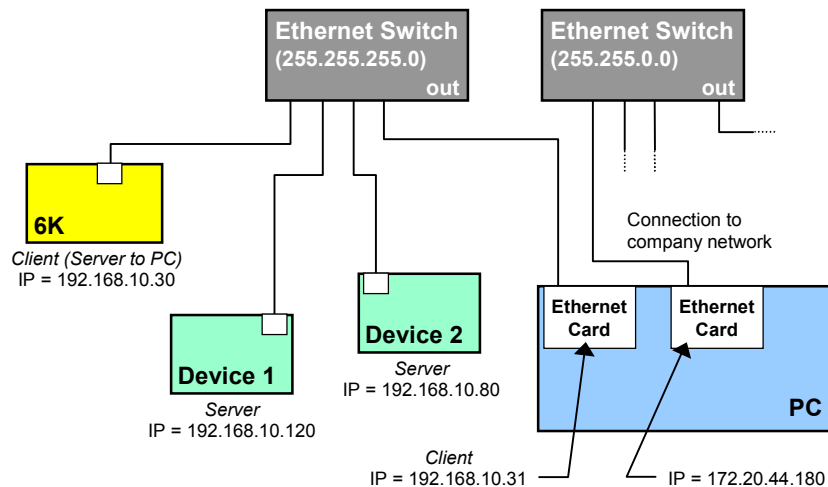 Ethernet Switch
(255.255.255.0)
out
Ethernet Switch
(255.255.0.0)
out
6K
Client (Server to PC)
IP = 192.168.10.30
Connection to
company network
Device 1
Server
IP = 192.168.10.120
Device 2
Server
IP = 192.168.10.80
Ethernet
Card
Ethernet
Card
PC
Client
IP = 192.168.10.31
IP = 172.20.44.180